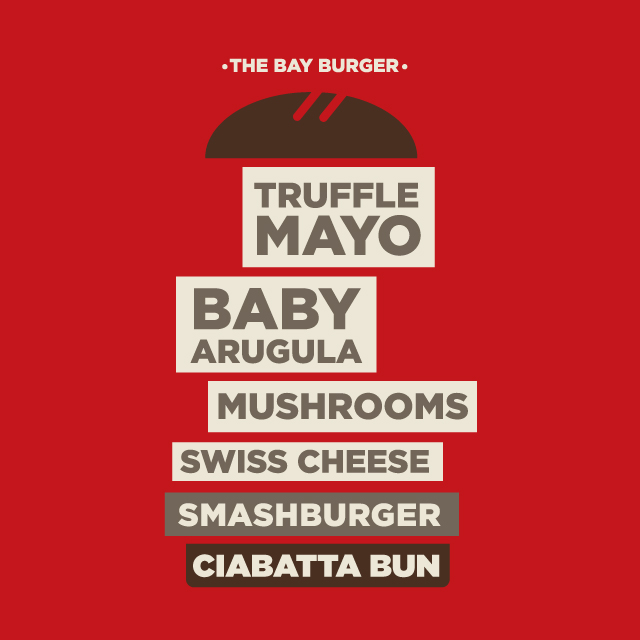 •THE BAY BURGER•
TRUFFLE
MAYO
BABY
ARUGULA
MUSHROOMS
SWISS CHEESE
SMASHBURGER
CIABATTA BUN